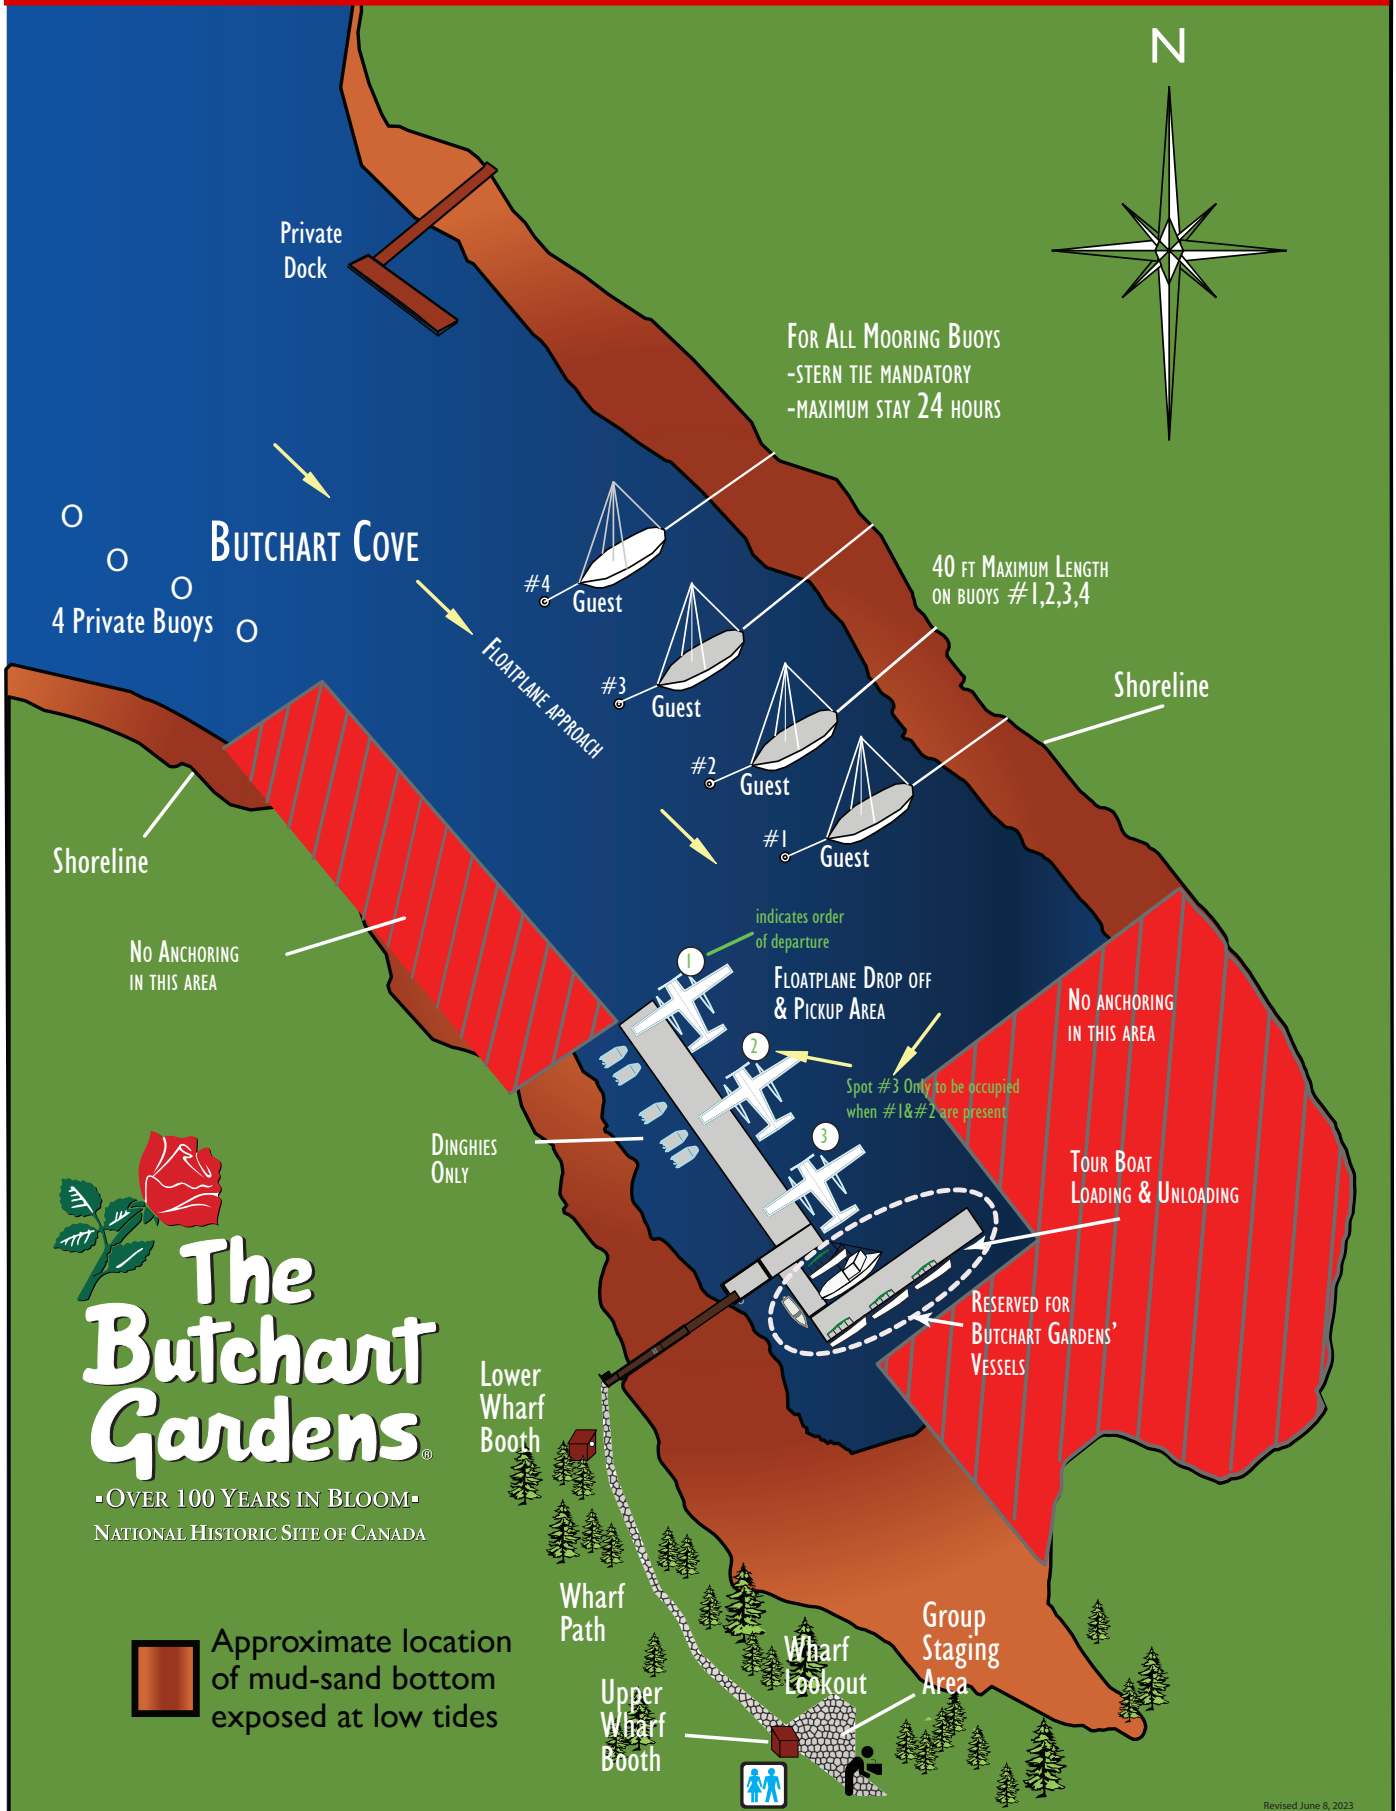 N
Private
Dock
For All Mooring Buoys
-stern tie mandatory
-maximum stay 24 hours
Butchart Cove
4 Private Buoys
#4
Guest
40 ft Maximum Length
on buoys #1,2,3,4
Floatplane approach
#3
Guest
Shoreline
#2
Guest
#1
Guest
Shoreline
No Anchoring
in this area
indicates order
of departure
1
Floatplane Drop off
& Pickup Area
No anchoring
in this area
2
Spot #3 Only to be occupied
when #1&#2 are present
3
Dinghies
Only
Tour Boat
Loading & Unloading
Reserved for
Butchart Gardens'
Vessels
The
Butchart
Gardens®
▪Over 100 Years in Bloom▪
National Historic Site of Canada
Lower
Wharf
Booth
Wharf
Path
Wharf
Lookout
Group
Staging
Area
Upper
Wharf
Booth
Approximate location
of mud-sand bottom
exposed at low tides
Revised June 8, 2023